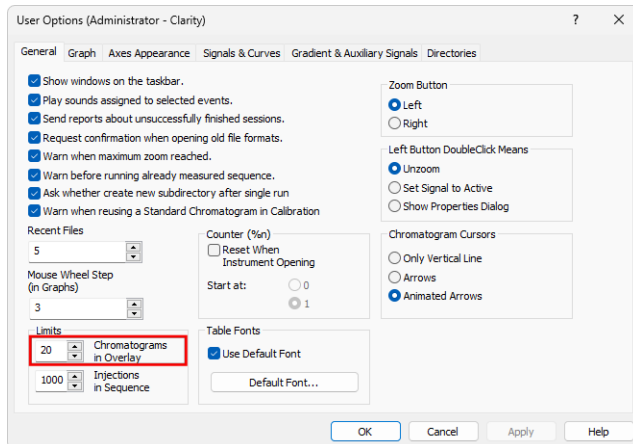 User Options (Administrator - Clarity)
?
General Graph Axes Appearance Signals & Curves Gradient & Auxiliary Signals Directories
Show windows on the taskbar.
Play sounds assigned to selected events.
Send reports about unsuccessfully finished sessions.
Request confirmation when opening old file formats.
Warn when maximum zoom reached.
Warn before running already measured sequence.
Ask whether create new subdirectory after single run
Warn when reusing a Standard Chromatogram in Calibration
Recent Files
5
Mouse Wheel Step
(in Graphs)
3
Limits
20 Chromatograms
in Overlay
1000 Injections
in Sequence
Counter (%n)
Reset When
Instrument Opening
Start at: 0
1
Table Fonts
Use Default Font
Default Font...
Zoom Button
Left
Right
Left Button DoubleClick Means
Unzoom
Set Signal to Active
Show Properties Dialog
Chromatogram Cursors
Only Vertical Line
Arrows
Animated Arrows
OK Cancel Apply Help